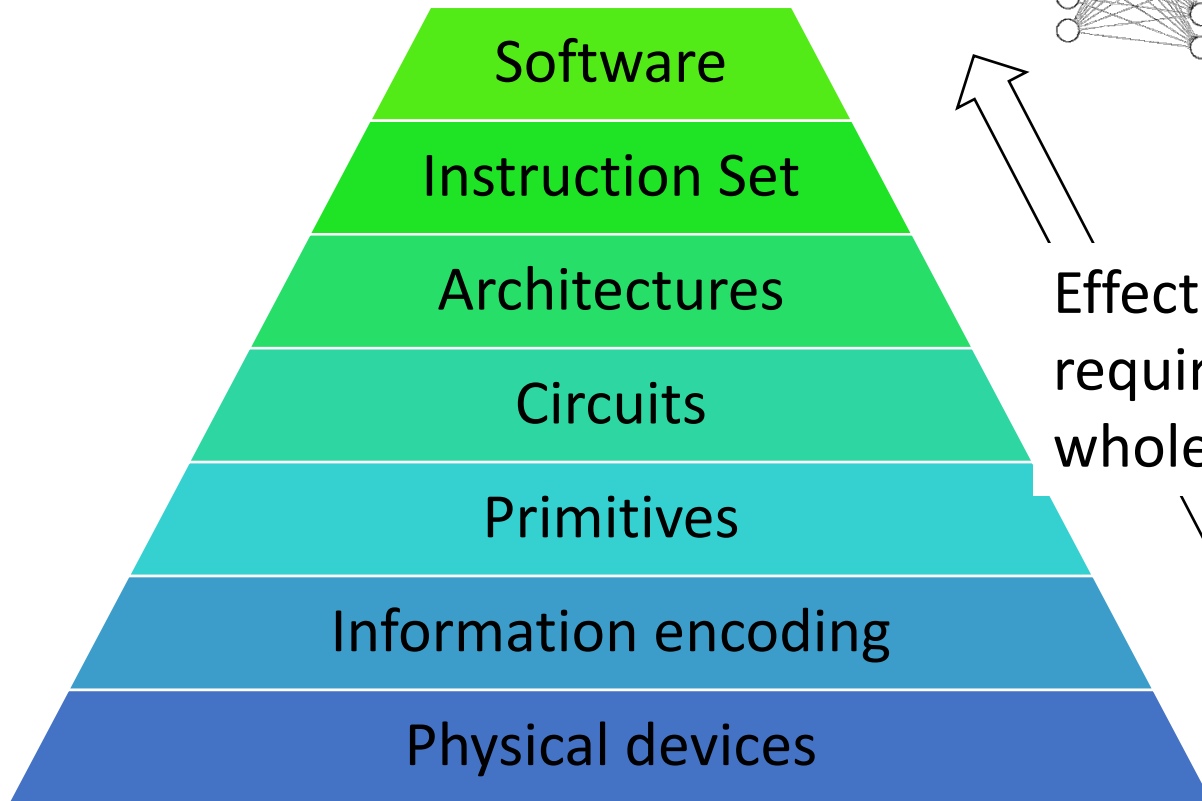 Software
Instruction Set
Architectures
Circuits
Primitives
Information encoding
Physical devices
Effect
requir
whole